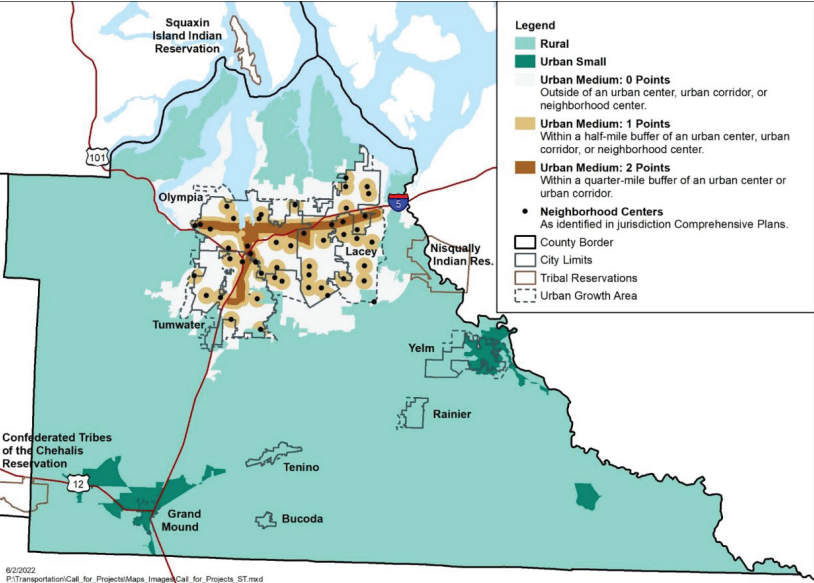 Squaxin
Island Indian
Reservation
101
Olympia
5
Lacey
Nisqually
Indian Res.
Tumwater
Yelm
Rainier
Confederated Tribes
of the Chehalis
Reservation
Tenino
12
Grand
Mound
Bucoda
6/2/2022
P:\Transportation\Call_for_Projects\Maps_Images\Call_for_Projects_ST.mxd
Legend
Rural
Urban Small
Urban Medium: 0 Points
Outside of an urban center, urban corridor, or
neighborhood center.
Urban Medium: 1 Points
Within a half-mile buffer of an urban center, urban
corridor, or neighborhood center.
Urban Medium: 2 Points
Within a quarter-mile buffer of an urban center or
urban corridor.
Neighborhood Centers
As identified in jurisdiction Comprehensive Plans.
County Border
City Limits
Tribal Reservations
Urban Growth Area